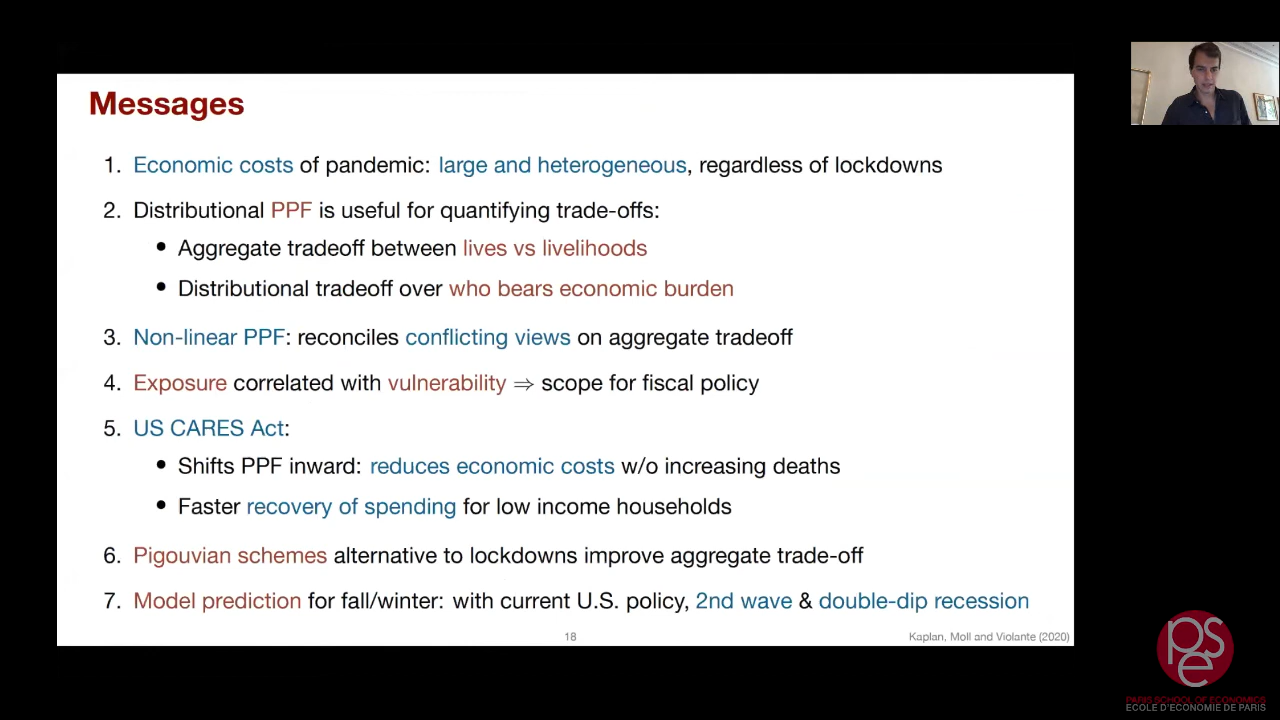 Messages
1. Economic costs of pandemic: large and heterogeneous, regardless of lockdowns
2. Distributional PPF is useful for quantifying trade-offs:
• Aggregate tradeoff between lives vs livelihoods
• Distributional tradeoff over who bears economic burden
3. Non-linear PPF: reconciles conflicting views on aggregate tradeoff
4. Exposure correlated with vulnerability ⇒ scope for fiscal policy
5. US CARES Act:
• Shifts PPF inward: reduces economic costs w/o increasing deaths
• Faster recovery of spending for low income households
6. Pigouvian schemes alternative to lockdowns improve aggregate trade-off
7. Model prediction for fall/winter: with current U.S. policy, 2nd wave & double-dip recession
18
Kaplan, Moll and Violante (2020)
pse
PARIS SCHOOL OF ECONOMICS
ECOLE D'ECONOMIE DE PARIS